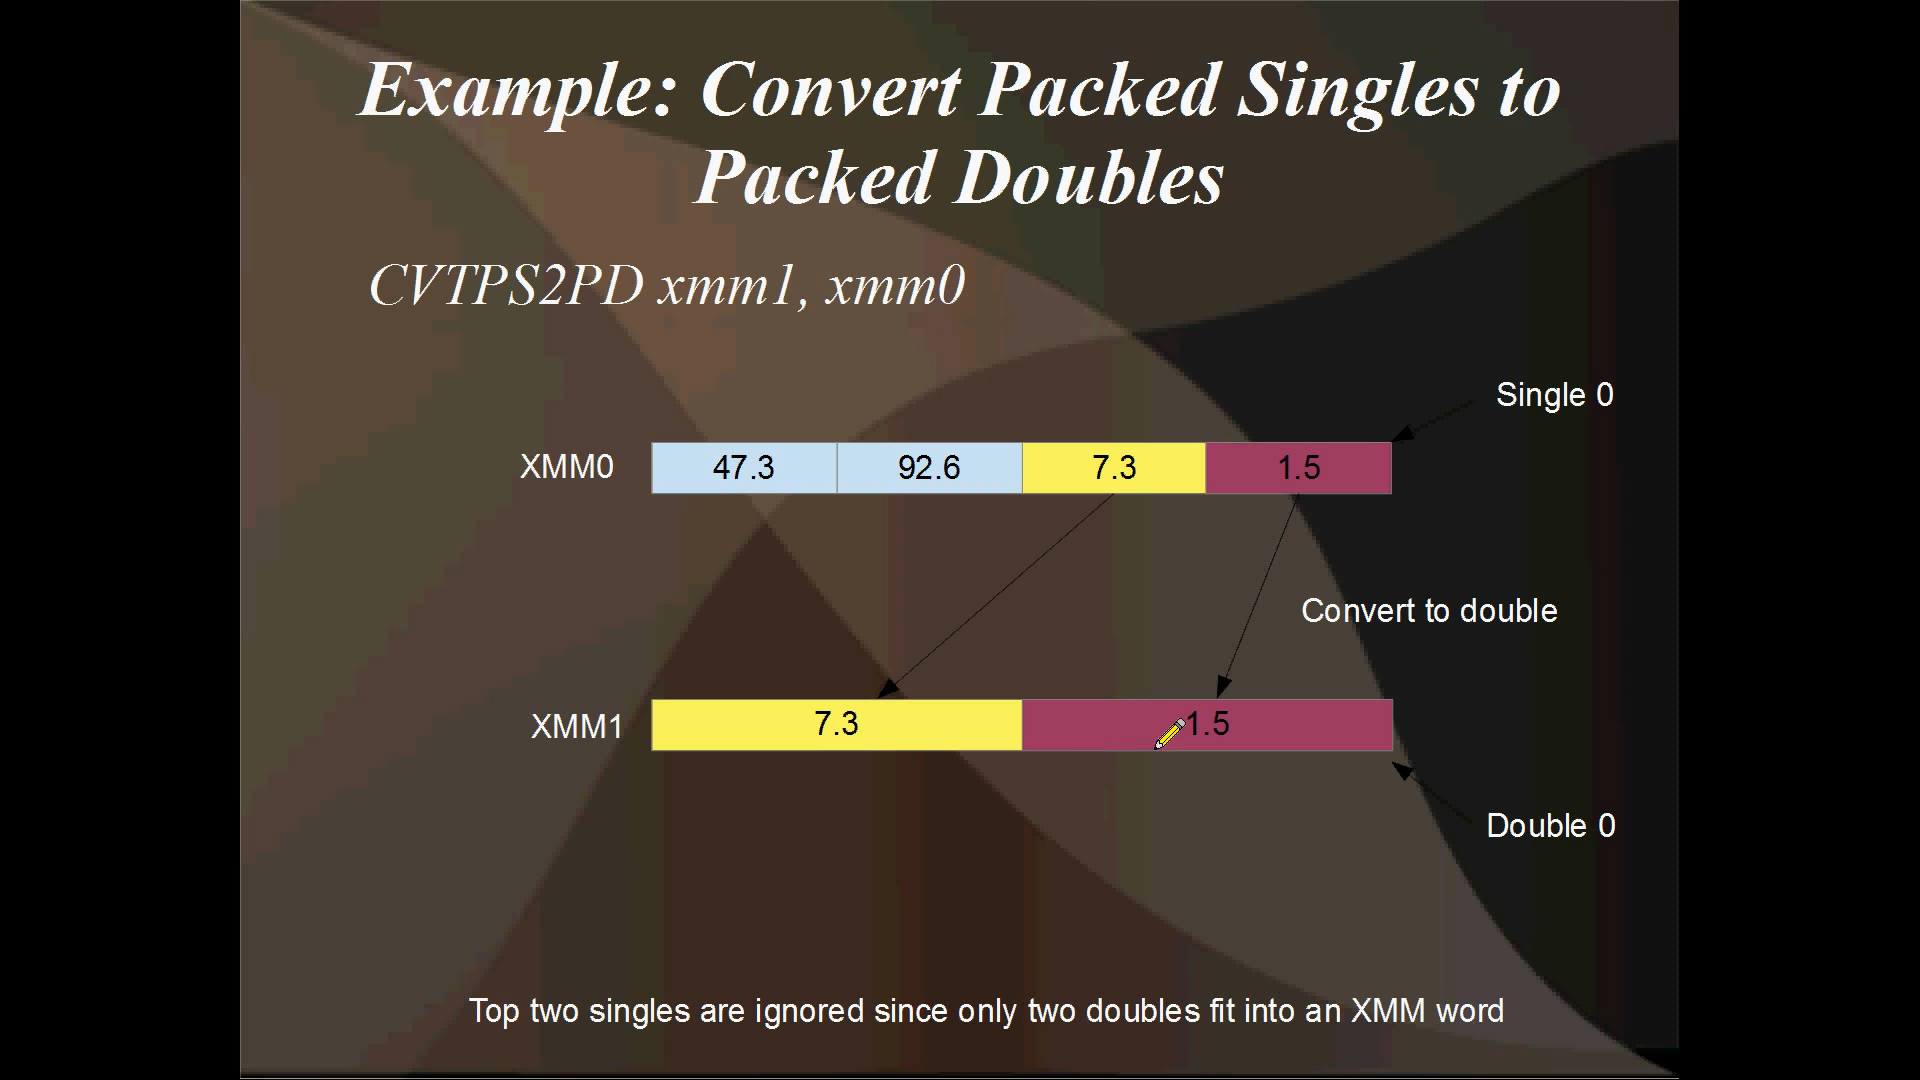 Example: Convert Packed Singles to
Packed Doubles
CVTPS2PD xmm1, xmm0
Single 0
XMM0 47.3 92.6 7.3 1.5
Convert to double
XMM1 7.3 1.5
Double 0
Top two singles are ignored since only two doubles fit into an XMM word